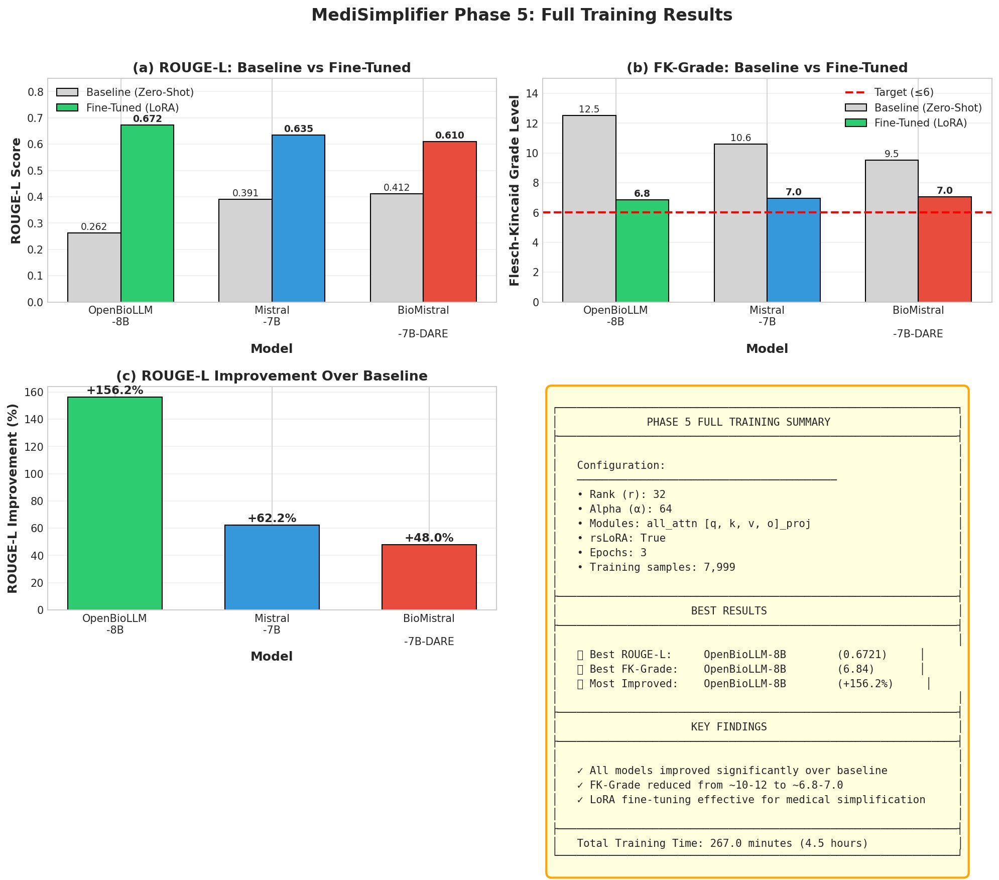 MediSimplifier Phase 5: Full Training Results
(a) ROUGE-L: Baseline vs Fine-Tuned
ROUGE-L Score
0.8
0.7
0.6
0.5
0.4
0.3
0.2
0.1
0.0
Baseline (Zero-Shot)
Fine-Tuned (LoRA)
0.262
0.672
0.391
0.635
0.412
0.610
OpenBioLLM
-8B
Mistral
-7B
BioMistral
-7B-DARE
Model
(b) FK-Grade: Baseline vs Fine-Tuned
Flesch-Kincaid Grade Level
14
12
10
8
6
4
2
0
Target (≤6)
Baseline (Zero-Shot)
Fine-Tuned (LoRA)
12.5
6.8
10.6
7.0
9.5
7.0
OpenBioLLM
-8B
Mistral
-7B
BioMistral
-7B-DARE
Model
(c) ROUGE-L Improvement Over Baseline
ROUGE-L Improvement (%)
160
140
120
100
80
60
40
20
0
+156.2%
+62.2%
+48.0%
OpenBioLLM
-8B
Mistral
-7B
BioMistral
-7B-DARE
Model
PHASE 5 FULL TRAINING SUMMARY
Configuration:
• Rank (r): 32
• Alpha (α): 64
• Modules: all_attn [q, k, v, o]_proj
• rsLoRA: True
• Epochs: 3
• Training samples: 7,999
BEST RESULTS
Best ROUGE-L: OpenBioLLM-8B (0.6721)
Best FK-Grade: OpenBioLLM-8B (6.84)
Most Improved: OpenBioLLM-8B (+156.2%)
KEY FINDINGS
✓ All models improved significantly over baseline
✓ FK-Grade reduced from ~10-12 to ~6.8-7.0
✓ LoRA fine-tuning effective for medical simplification
Total Training Time: 267.0 minutes (4.5 hours)